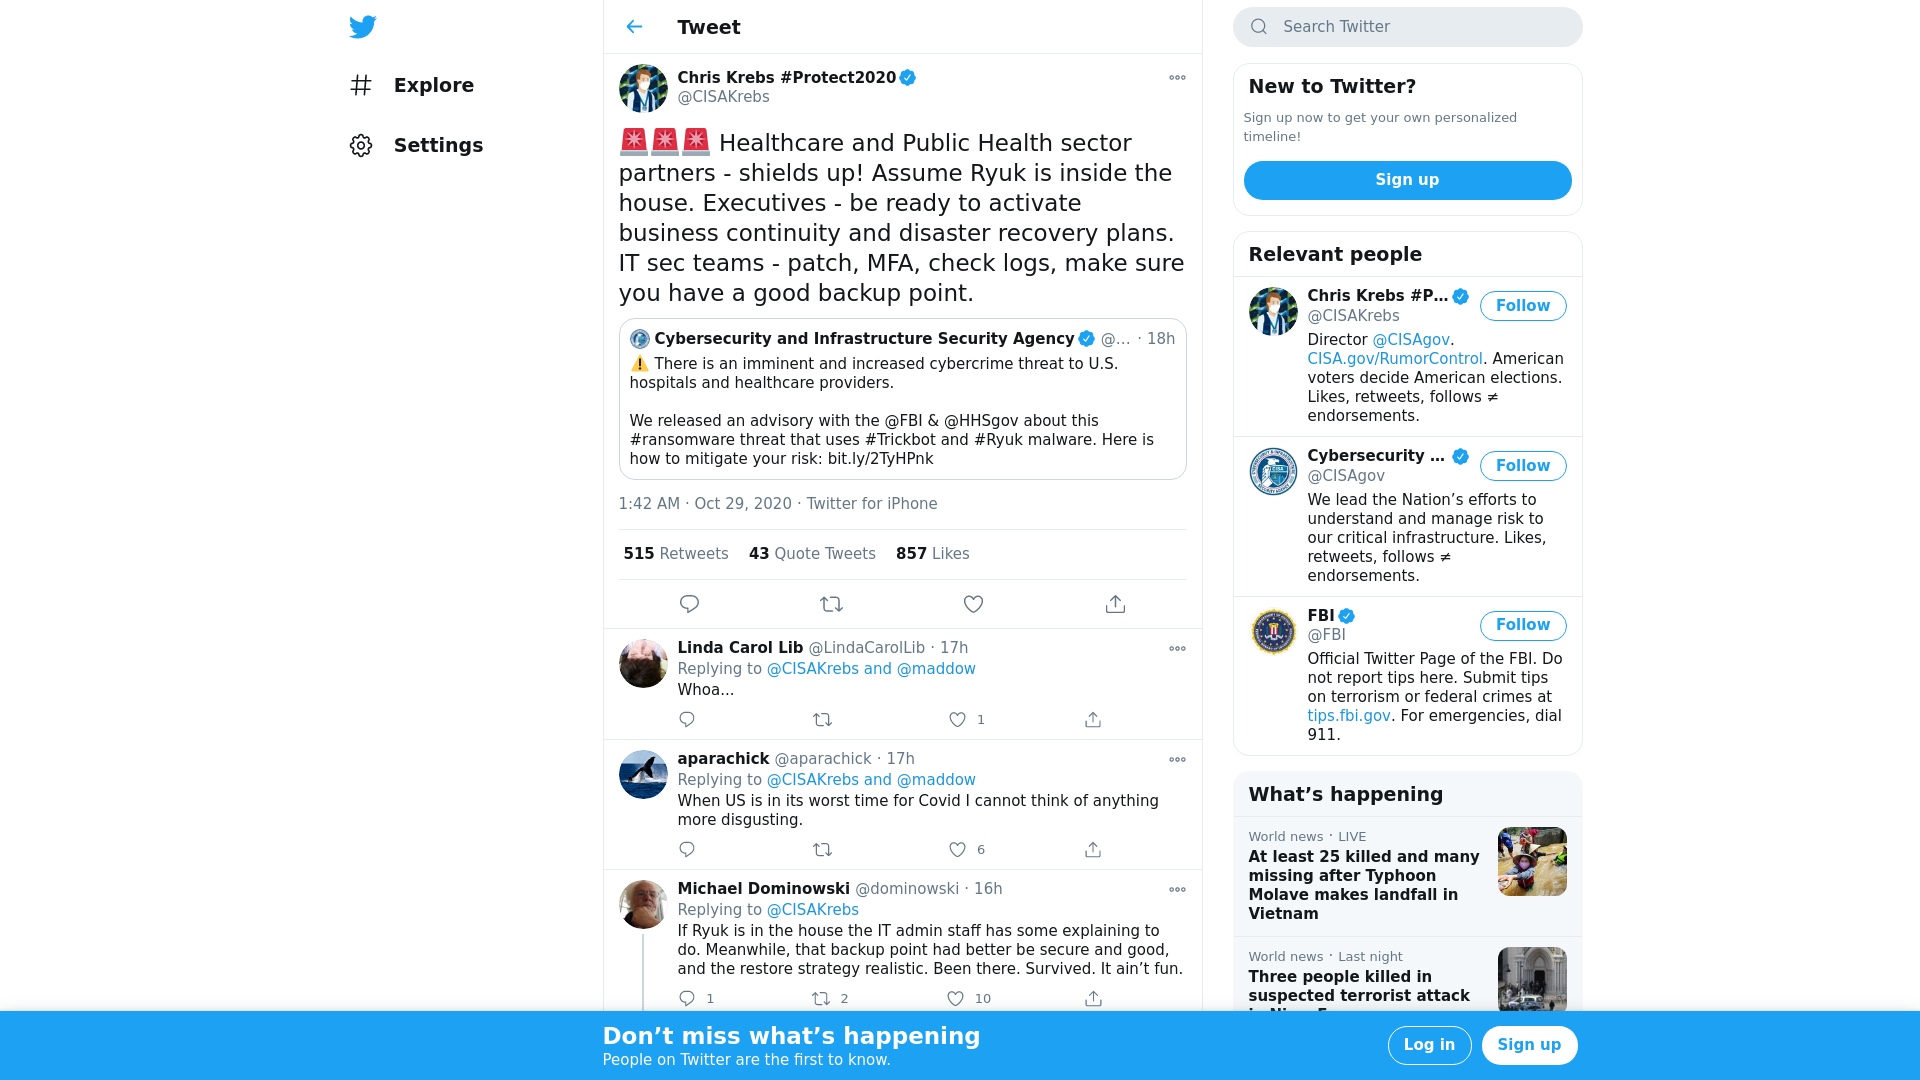 Explore
Settings
Tweet
Chris Krebs #Protect2020
@CISAKrebs
🚨🚨🚨 Healthcare and Public Health sector
partners - shields up! Assume Ryuk is inside the
house. Executives - be ready to activate
business continuity and disaster recovery plans.
IT sec teams - patch, MFA, check logs, make sure
you have a good backup point.
Cybersecurity and Infrastructure Security Agency @… · 18h
⚠️ There is an imminent and increased cybercrime threat to U.S.
hospitals and healthcare providers.
We released an advisory with the @FBI & @HHSgov about this
#ransomware threat that uses #Trickbot and #Ryuk malware. Here is
how to mitigate your risk: bit.ly/2TyHPnk
1:42 AM · Oct 29, 2020 · Twitter for iPhone
515 Retweets 43 Quote Tweets 857 Likes
Linda Carol Lib @LindaCarolLib · 17h
Replying to @CISAKrebs and @maddow
Whoa...
1
aparachick @aparachick · 17h
Replying to @CISAKrebs and @maddow
When US is in its worst time for Covid I cannot think of anything
more disgusting.
6
Michael Dominowski @dominowski · 16h
Replying to @CISAKrebs
If Ryuk is in the house the IT admin staff has some explaining to
do. Meanwhile, that backup point had better be secure and good,
and the restore strategy realistic. Been there. Survived. It ain’t fun.
1 2 10
Search Twitter
New to Twitter?
Sign up now to get your own personalized
timeline!
Sign up
Relevant people
Chris Krebs #P…
Follow
@CISAKrebs
Director @CISAgov.
CISA.gov/RumorControl. American
voters decide American elections.
Likes, retweets, follows ≠
endorsements.
Cybersecurity …
Follow
@CISAgov
We lead the Nation’s efforts to
understand and manage risk to
our critical infrastructure. Likes,
retweets, follows ≠
endorsements.
FBI
Follow
@FBI
Official Twitter Page of the FBI. Do
not report tips here. Submit tips
on terrorism or federal crimes at
tips.fbi.gov. For emergencies, dial
911.
What’s happening
World news · LIVE
At least 25 killed and many
missing after Typhoon
Molave makes landfall in
Vietnam
World news · Last night
Three people killed in
suspected terrorist attack
Don’t miss what’s happening
People on Twitter are the first to know.
Log in
Sign up